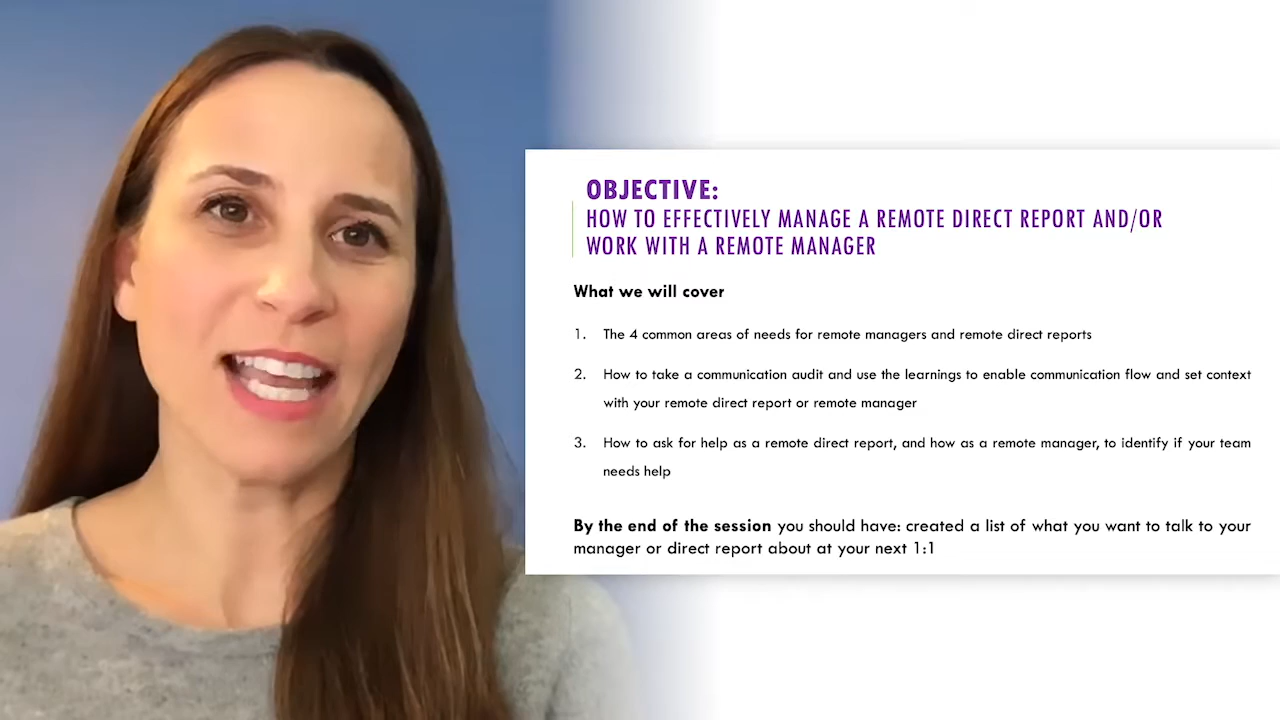 OBJECTIVE:
HOW TO EFFECTIVELY MANAGE A REMOTE DIRECT REPORT AND/OR
WORK WITH A REMOTE MANAGER
What we will cover
1. The 4 common areas of needs for remote managers and remote direct reports
2. How to take a communication audit and use the learnings to enable communication flow and set context
with your remote direct report or remote manager
3. How to ask for help as a remote direct report, and how as a remote manager, to identify if your team
needs help
By the end of the session you should have: created a list of what you want to talk to your
manager or direct report about at your next 1:1